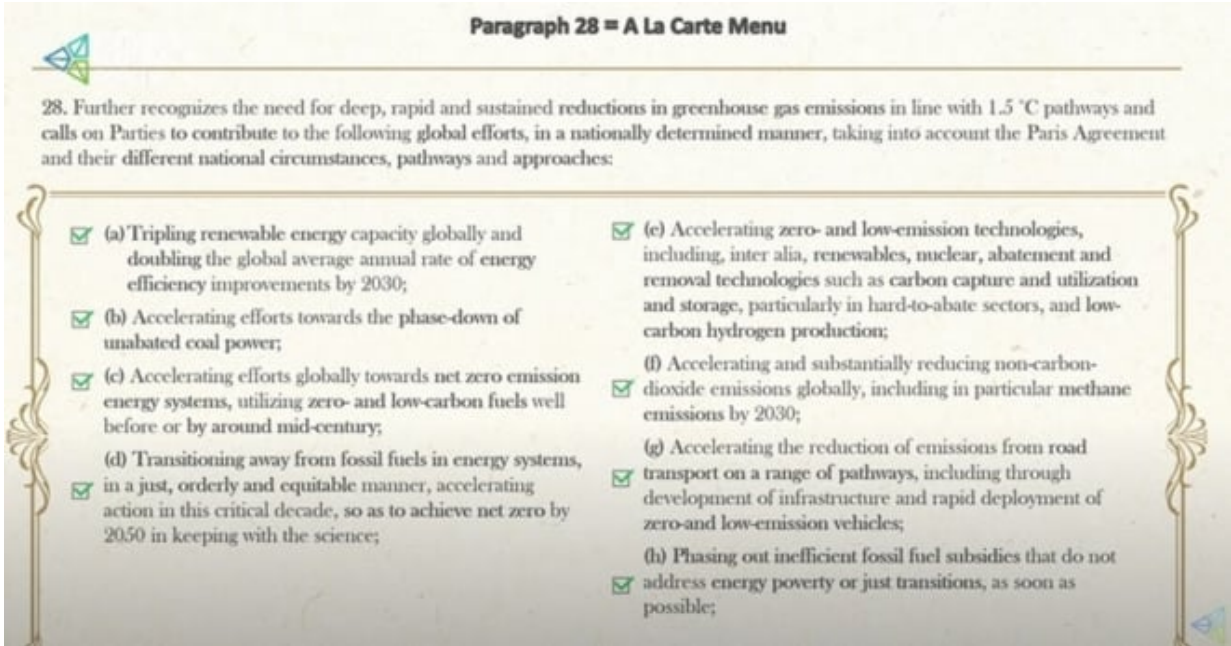 Paragraph 28 = A La Carte Menu
28. Further recognizes the need for deep, rapid and sustained reductions in greenhouse gas emissions in line with 1.5 °C pathways and
calls on Parties to contribute to the following global efforts, in a nationally determined manner, taking into account the Paris Agreement
and their different national circumstances, pathways and approaches:
(a) Tripling renewable energy capacity globally and
doubling the global average annual rate of energy
efficiency improvements by 2030;
(b) Accelerating efforts towards the phase-down of
unabated coal power;
(c) Accelerating efforts globally towards net zero emission
energy systems, utilizing zero- and low-carbon fuels well
before or by around mid-century;
(d) Transitioning away from fossil fuels in energy systems,
in a just, orderly and equitable manner, accelerating
action in this critical decade, so as to achieve net zero by
2050 in keeping with the science;
(e) Accelerating zero- and low-emission technologies,
including, inter alia, renewables, nuclear, abatement and
removal technologies such as carbon capture and utilization
and storage, particularly in hard-to-abate sectors, and low-
carbon hydrogen production;
(f) Accelerating and substantially reducing non-carbon-
dioxide emissions globally, including in particular methane
emissions by 2030;
(g) Accelerating the reduction of emissions from road
transport on a range of pathways, including through
development of infrastructure and rapid deployment of
zero-and low-emission vehicles;
(h) Phasing out inefficient fossil fuel subsidies that do not
address energy poverty or just transitions, as soon as
possible;